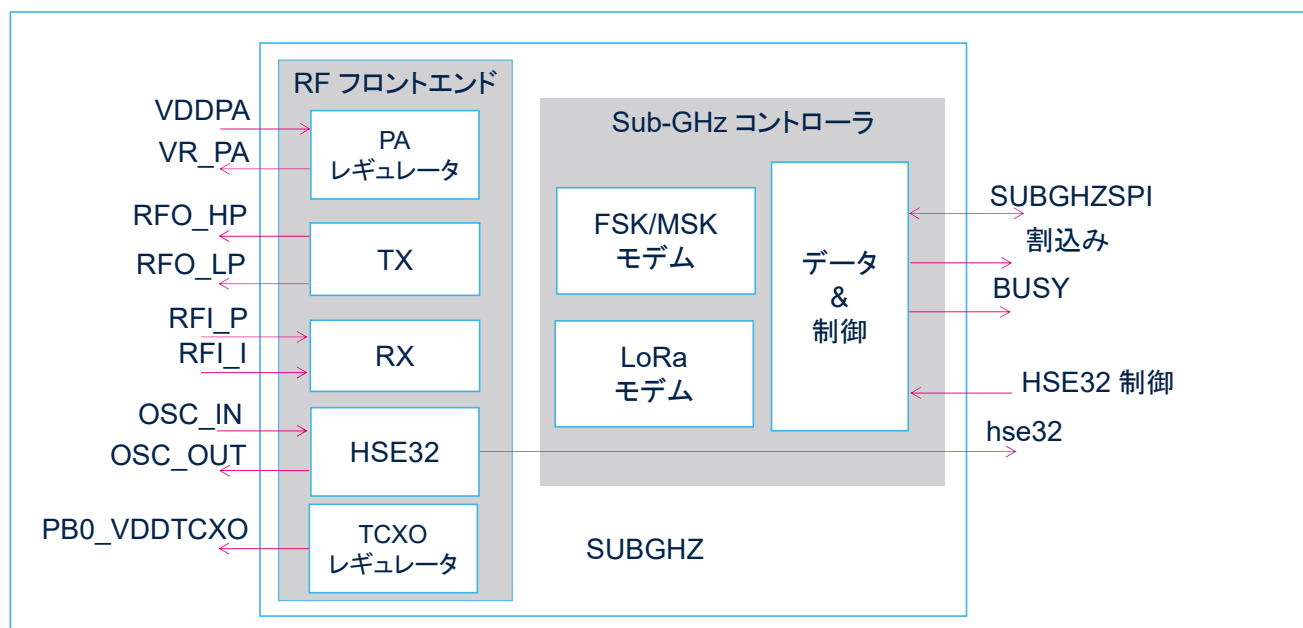 RF フロントエンド
VDDPA
VR_PA
PA
レギュレータ
RFO_HP
RFO_LP
TX
RFI_P
RFI_I
RX
OSC_IN
OSC_OUT
HSE32
PB0_VDDTCXO
TCXO
レギュレータ
Sub-GHz コントローラ
FSK/MSK
モデム
LoRa
モデム
データ
&
制御
SUBGHZSPI
割込み
BUSY
HSE32 制御
hse32
SUBGHZ